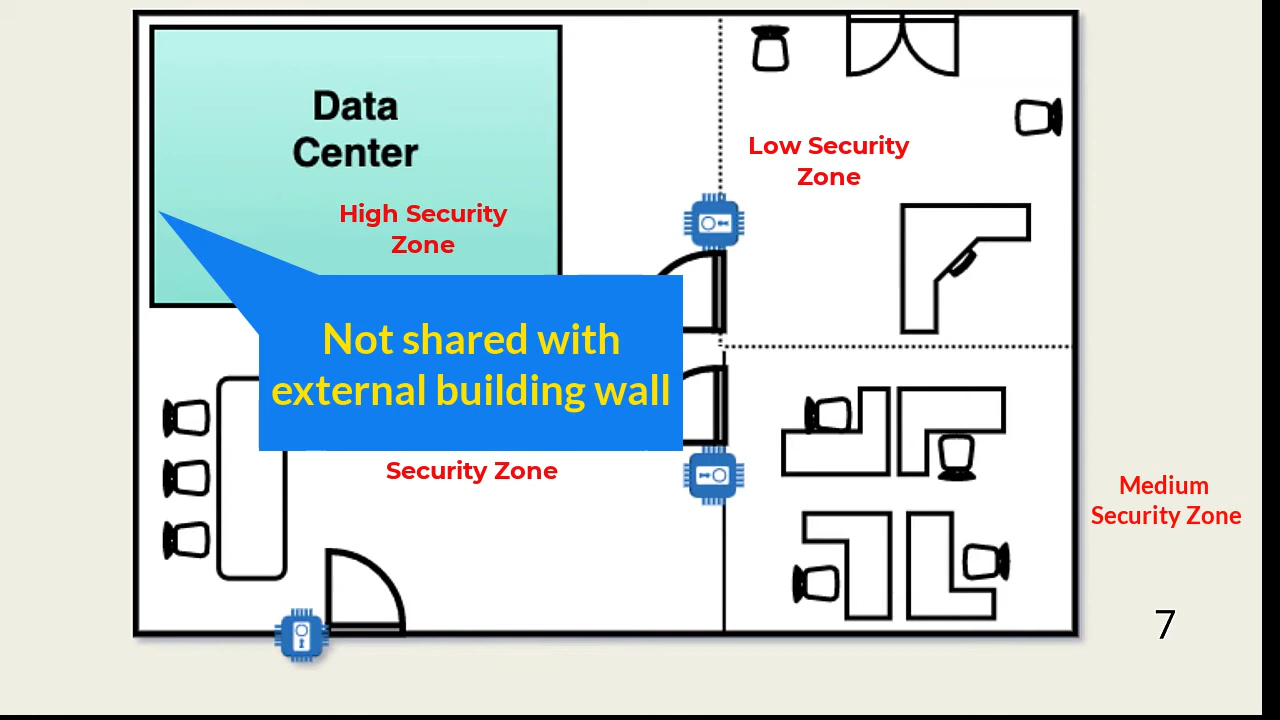 Data
Center
High Security
Zone
Low Security
Zone
Not shared with
external building wall
Security Zone
Medium
Security Zone
7